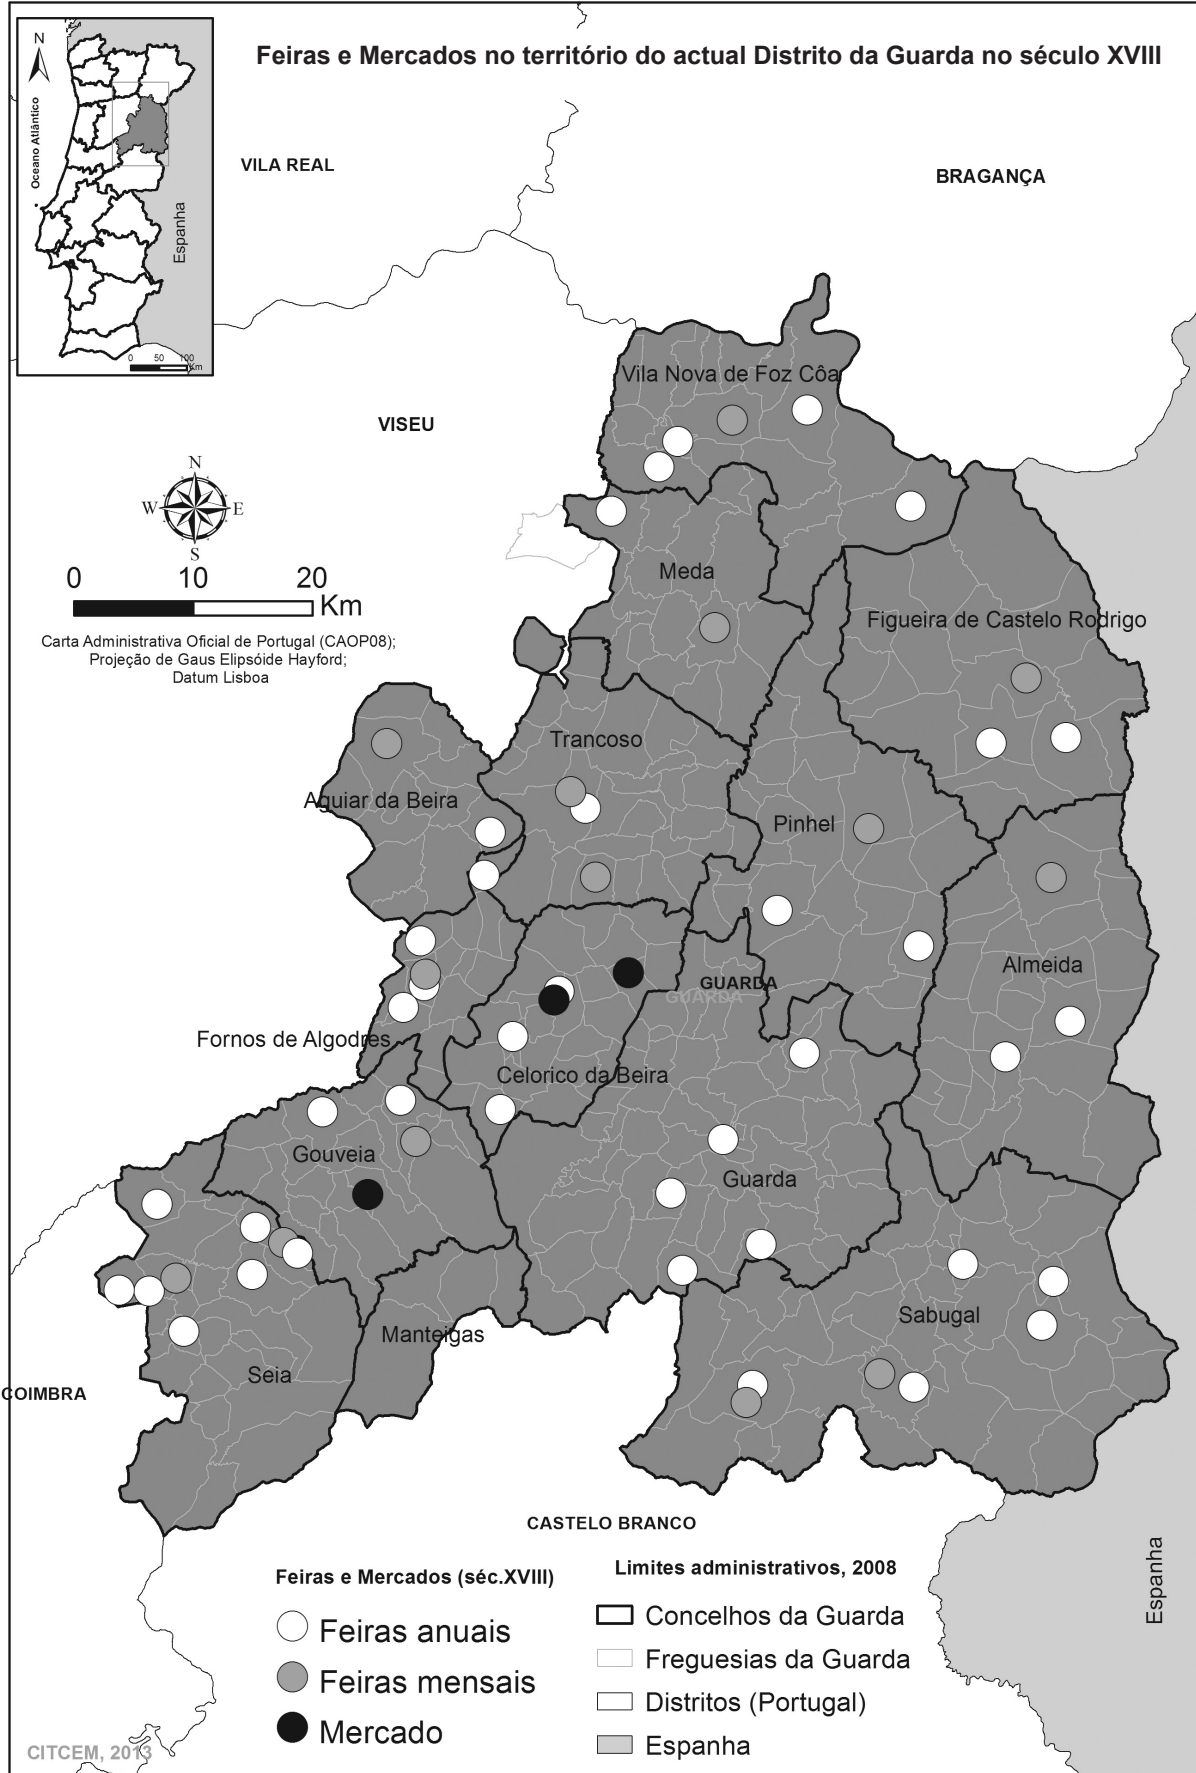 Feiras e Mercados no território do actual Distrito da Guarda no século XVIII
N
Oceano Atlântico
Espanha
0 50 100
Km
VILA REAL
BRAGANÇA
VISEU
N
W E
S
0 10 20
Km
Carta Administrativa Oficial de Portugal (CAOP08);
Projeção de Gaus Elipsóide Hayford;
Datum Lisboa
Vila Nova de Foz Côa
Meda
Figueira de Castelo Rodrigo
Trancoso
Aguiar da Beira
Pinhel
Almeida
GUARDA
GUARDA
Fornos de Algodres
Celorico da Beira
Gouveia
Guarda
Sabugal
Manteigas
Seia
COIMBRA
CASTELO BRANCO
Espanha
Feiras e Mercados (séc.XVIII)
Feiras anuais
Feiras mensais
Mercado
Limites administrativos, 2008
Concelhos da Guarda
Freguesias da Guarda
Distritos (Portugal)
Espanha
CITCEM, 2013